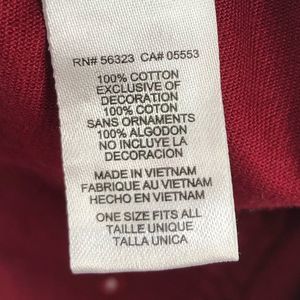 RN# 56323 CA# 05553
100% COTTON
EXCLUSIVE OF
DECORATION
100% COTON
SANS ORNAMENTS
100% ALGODON
NO INCLUYE LA
DECORACIÓN
MADE IN VIETNAM
FABRIQUE AU VIETNAM
HECHO EN VIETNAM
ONE SIZE FITS ALL
TAILLE UNIQUE
TALLA UNICA